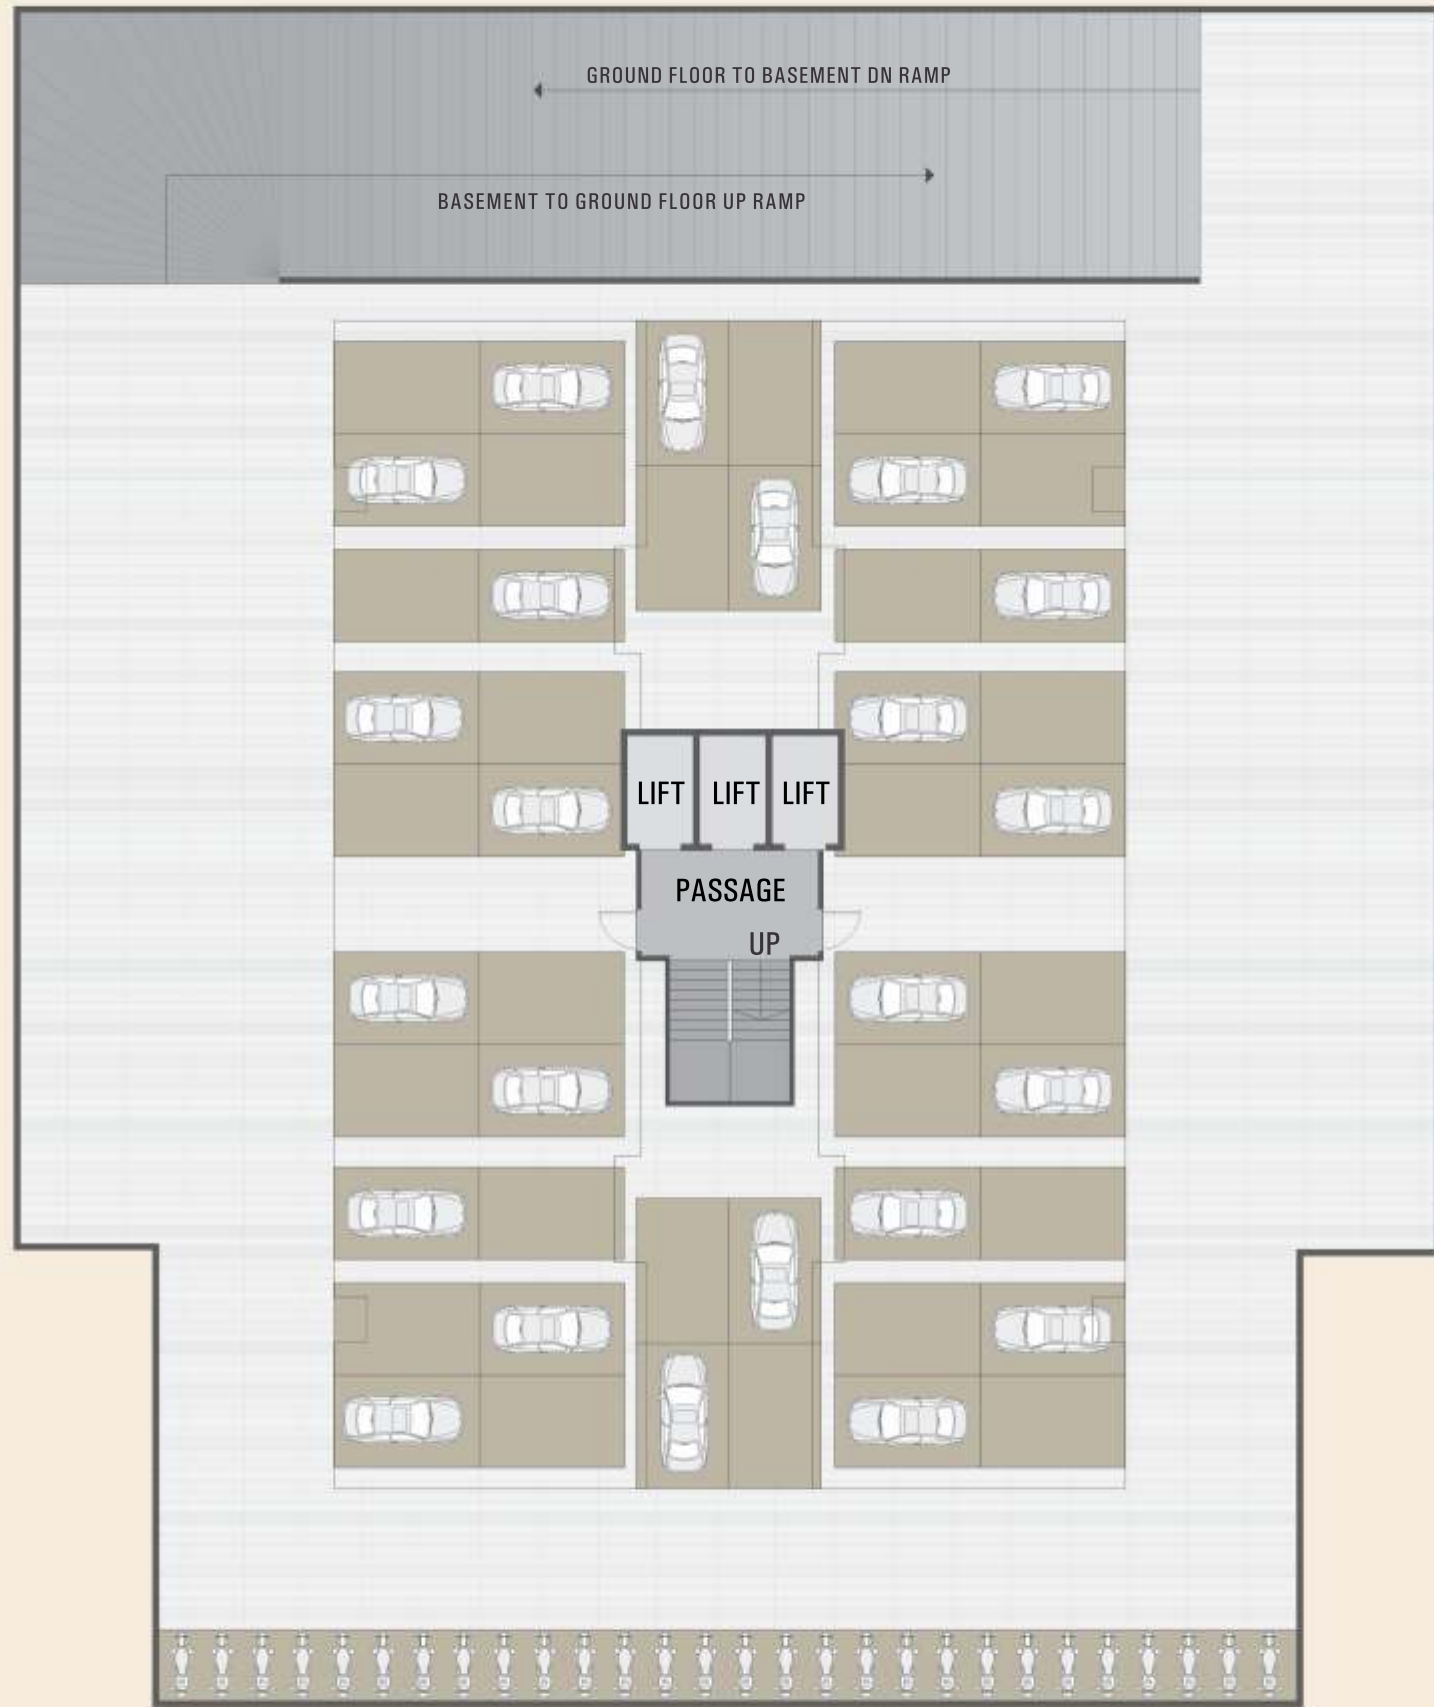 GROUND FLOOR TO BASEMENT DN RAMP
BASEMENT TO GROUND FLOOR UP RAMP
LIFT LIFT LIFT
PASSAGE
UP